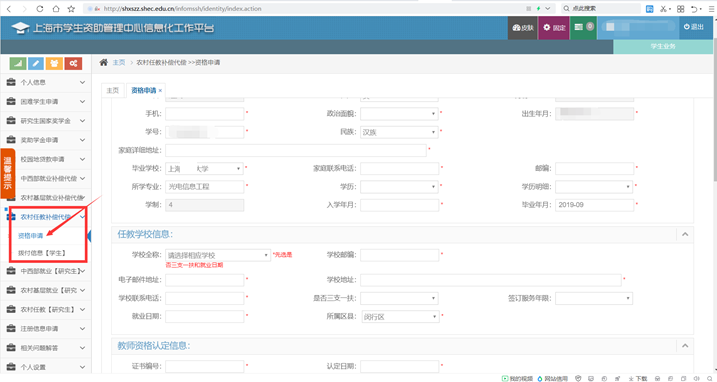 http://shxszz.shec.edu.cn/infomssh/identity/index.action
点此搜索
上海市学生资助管理中心信息化工作平台
皮肤
固定
0
退出
学生业务
主页
农村任教补偿代偿 >>资格申请
个人信息
困难学生申请
研究生国家奖学金
奖助学金申请
校园地贷款申请
中西部就业补偿代偿
农村基层就业补偿代偿
农村任教补偿代偿
资格申请
拨付信息【学生】
中西部就业【研究生】
农村基层就业【研究
农村任教【研究生】
注册信息申请
相关问题解答
个人设置
温馨提示
主页
资格申请 ×
手机: *
政治面貌: *
出生年月: *
学号: *
民族: 汉族 *
家庭详细地址: *
毕业学校: 上海 大学 *
家庭联系电话: *
邮编: *
所学专业: 光电信息工程 *
学历: *
学历明细: *
学制: 4
入学年月: *
毕业年月: 2019-09 *
任教学校信息:
学校全称: 请选择相应学校 *先选是否三支一扶和就业日期
学校邮编: *
电子邮件地址: *
学校地址: *
学校联系电话: *
是否三支一扶: *
签订服务年限: *
就业日期: *
所属区县: 闵行区 *
教师资格认定信息:
证书编号: *
认定日期: *
我的视频
网站信用
下载